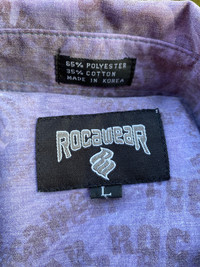 65% POLYESTER
35% COTTON
MADE IN KOREA
ROCAWEAR
R
L